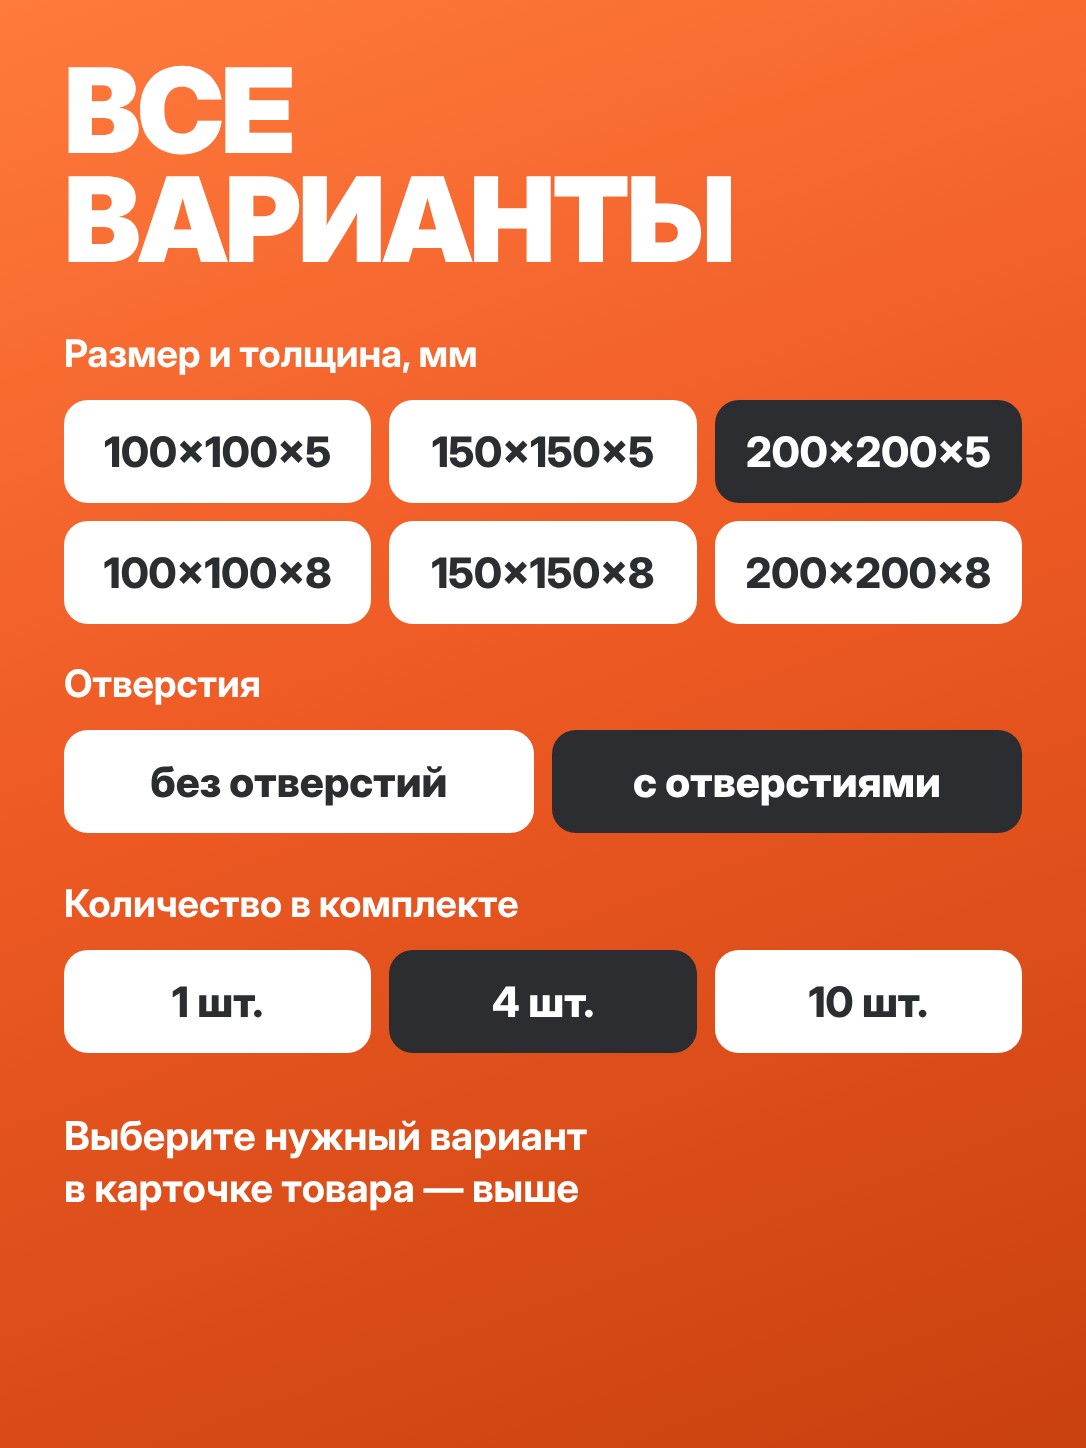 ВСЕ
ВАРИАНТЫ
Размер и толщина, мм
100×100×5 150×150×5 200×200×5
100×100×8 150×150×8 200×200×8
Отверстия
без отверстий с отверстиями
Количество в комплекте
1 шт. 4 шт. 10 шт.
Выберите нужный вариант
в карточке товара — выше